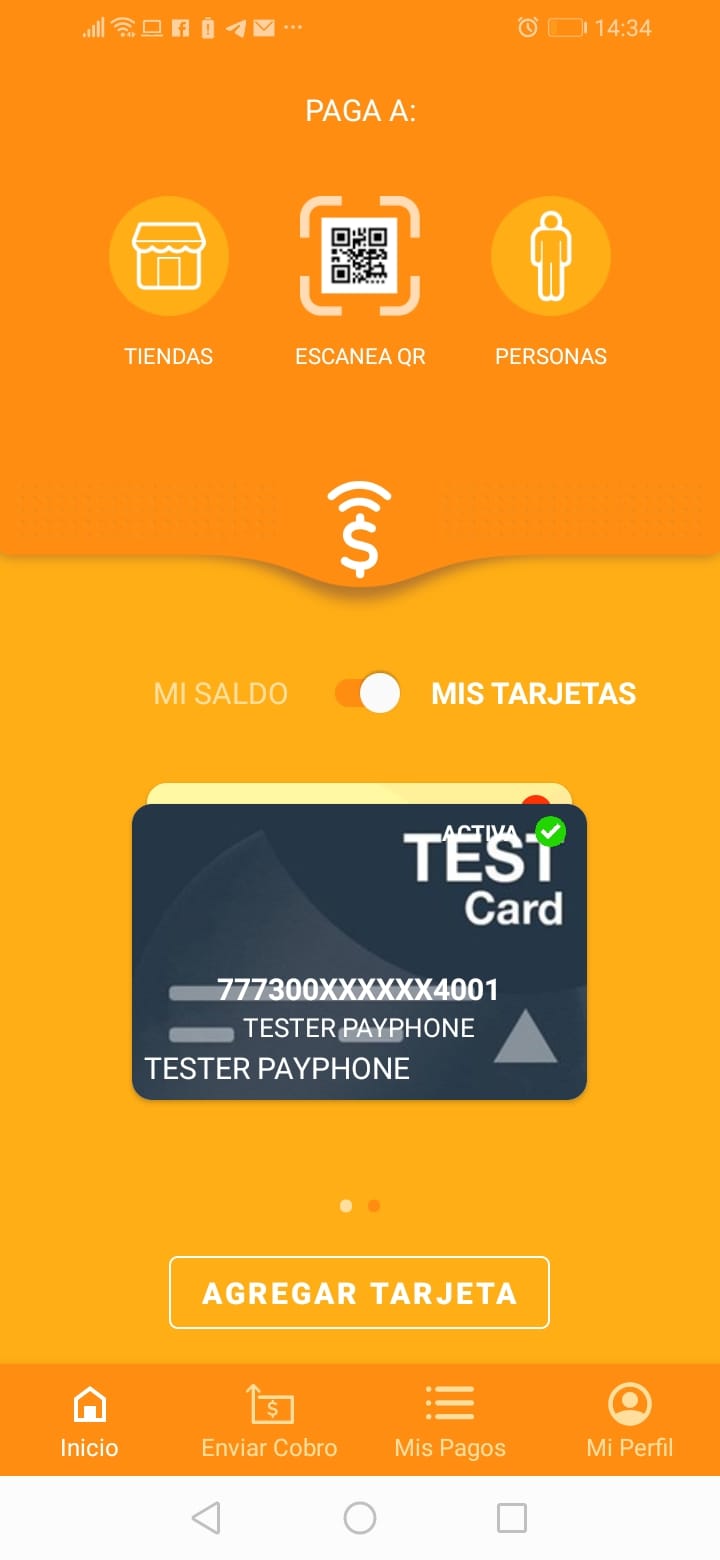 14:34
PAGA A:
TIENDAS
ESCANEA QR
PERSONAS
$
MI SALDO
MIS TARJETAS
ACTIVA
TEST
Card
777300XXXXXX4001
TESTER PAYPHONE
TESTER PAYPHONE
AGREGAR TARJETA
$
Inicio
Enviar Cobro
Mis Pagos
Mi Perfil